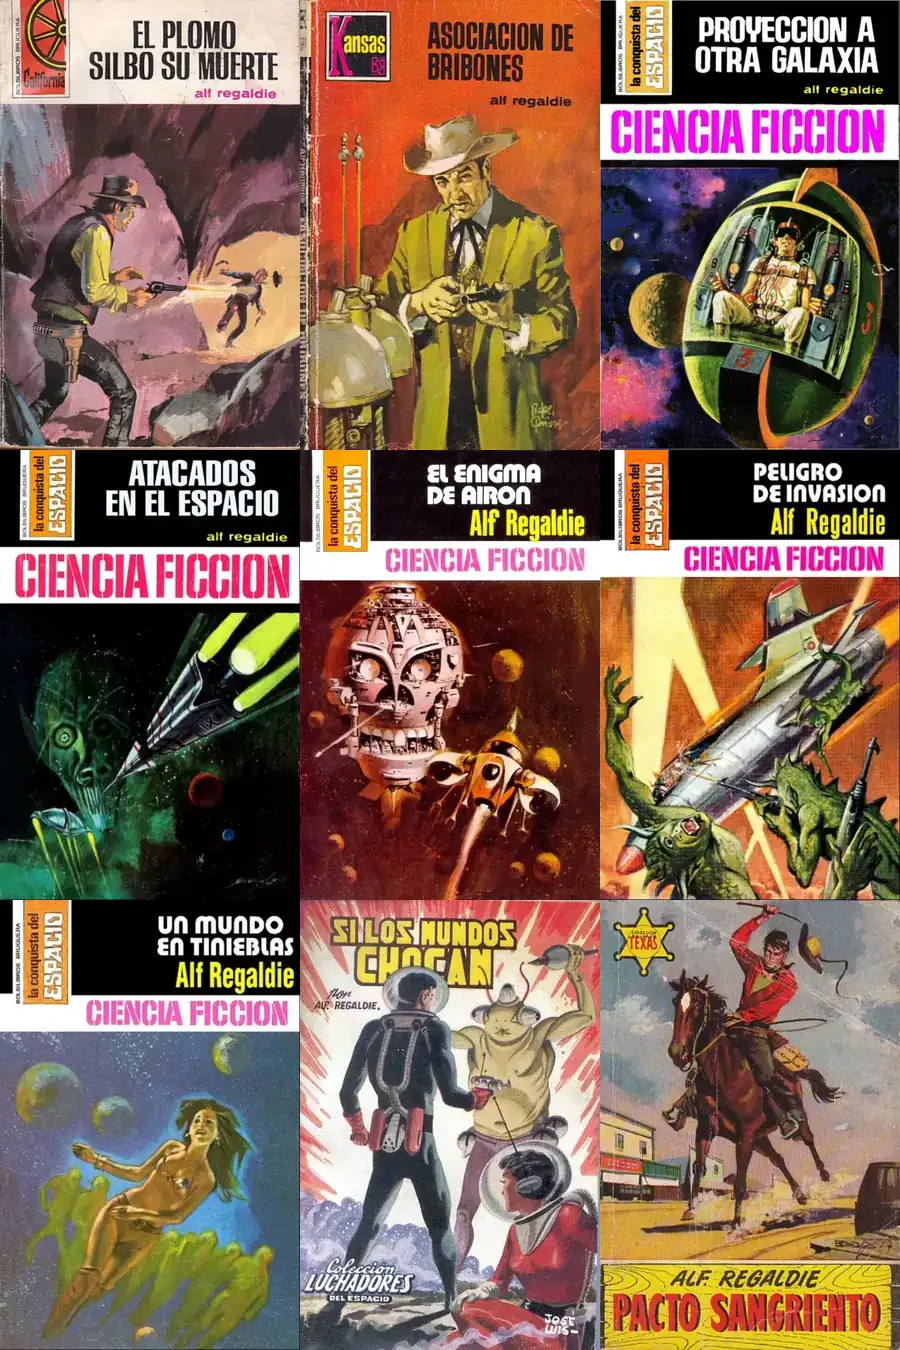 BOLSILIBROS BRUGUERA
California
EL PLOMO
SILBO SU MUERTE
alf regaldie
Kansas
BB
ASOCIACION DE
BRIBONES
alf regaldie
BOLSILIBROS BRUGUERA
la conquista del
ESPACIO
PROYECCION A
OTRA GALAXIA
alf regaldie
CIENCIA FICCION
3
BOLSILIBROS BRUGUERA
la conquista del
ESPACIO
ATACADOS
EN EL ESPACIO
alf regaldie
CIENCIA FICCION
BOLSILIBROS BRUGUERA
la conquista del
ESPACIO
EL ENIGMA
DE AIRON
Alf Regaldie
CIENCIA FICCION
BOLSILIBROS BRUGUERA
la conquista del
ESPACIO
PELIGRO
DE INVASION
Alf Regaldie
CIENCIA FICCION
BOLSILIBROS BRUGUERA
la conquista del
ESPACIO
UN MUNDO
EN TINIEBLAS
Alf Regaldie
CIENCIA FICCION
SI LOS MUNDOS
CHOCAN
por
ALF. REGALDIE.
Colección
LUCHADORES
DEL ESPACIO
JOSE
LUIS-
COLECCION
TEXAS
ALF. REGALDIE
PACTO SANGRIENTO